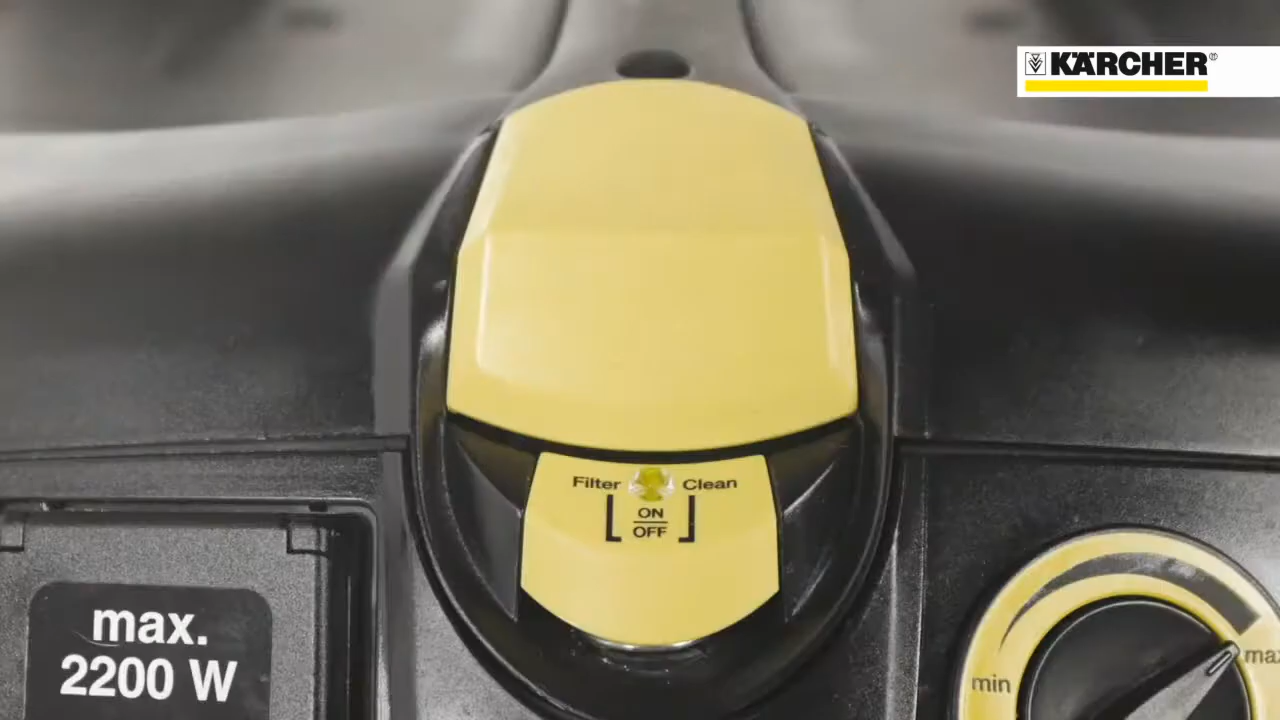 KÄRCHER®
Filter Clean
ON
OFF
max.
2200 W
min
max